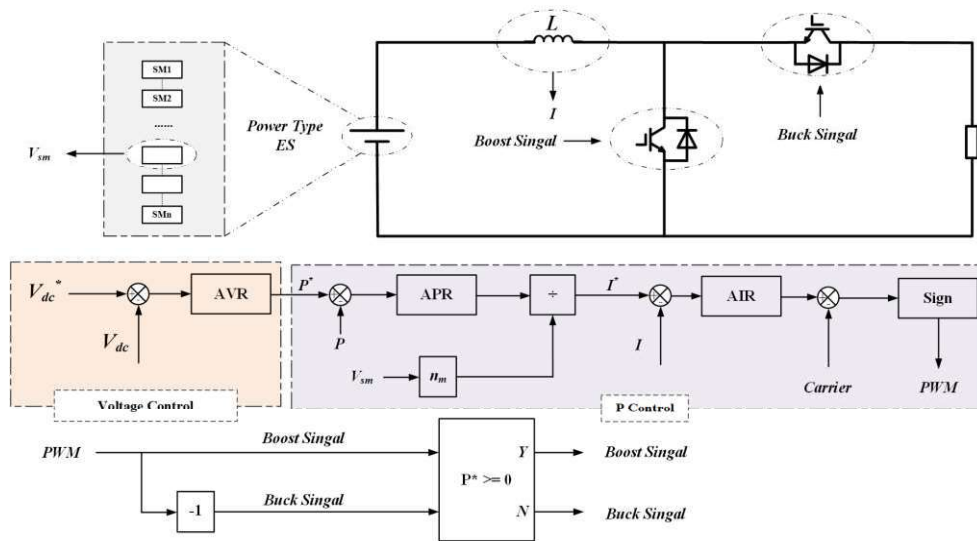 SM1
SM2
......
SMn
V_sm
Power Type
ES
L
I
Boost Singal
Buck Singal
V_dc*
V_dc
AVR
P*
P
APR
÷
I*
I
AIR
Sign
V_sm
n_m
Carrier
PWM
Voltage Control
P Control
PWM
Boost Singal
-1
Buck Singal
P* >= 0
Y
N
Boost Singal
Buck Singal